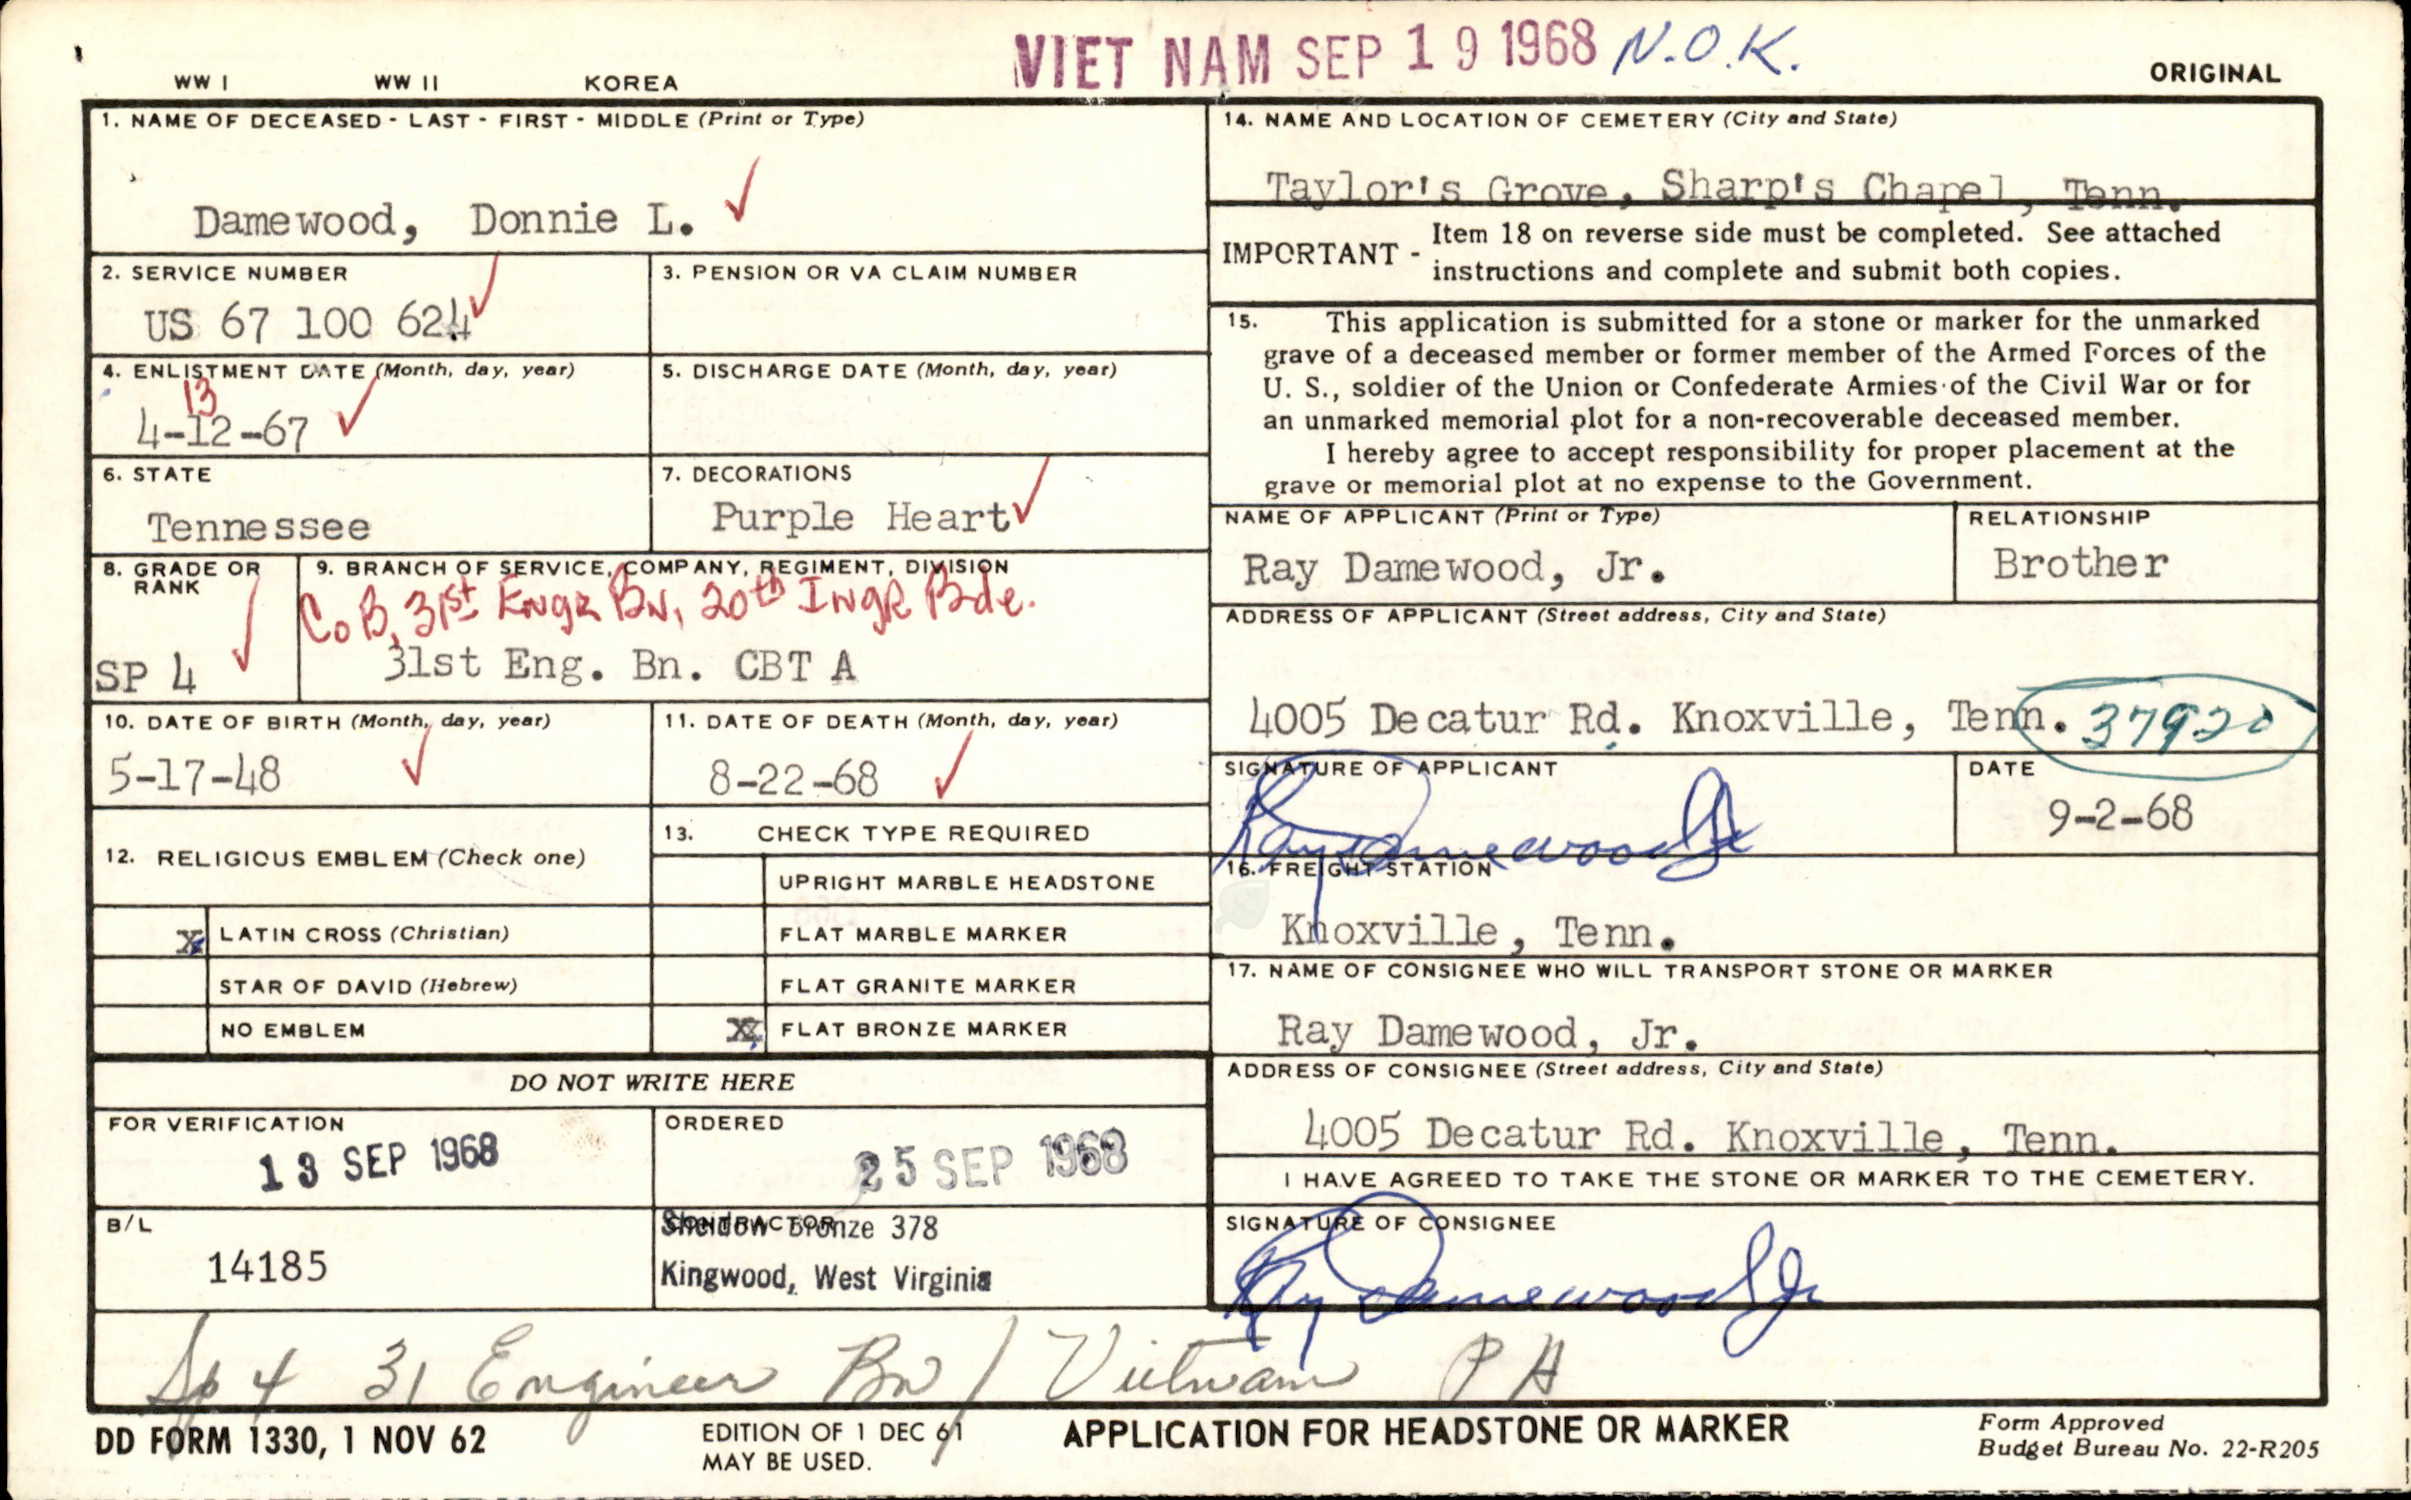 VIET NAM SEP 19 1968 N.O.K.
WW I WW II KOREA ORIGINAL
1. NAME OF DECEASED - LAST - FIRST - MIDDLE (Print or Type)
Damewood, Donnie L. ✓
2. SERVICE NUMBER
US 67 100 624 ✓
3. PENSION OR VA CLAIM NUMBER
4. ENLISTMENT DATE (Month, day, year)
13
4-12-67 ✓
5. DISCHARGE DATE (Month, day, year)
6. STATE
Tennessee
7. DECORATIONS
Purple Heart ✓
8. GRADE OR
RANK
SP 4 ✓
9. BRANCH OF SERVICE, COMPANY, REGIMENT, DIVISION
Co B, 31st Engr Bn, 20th Ingr Bde.
31st Eng. Bn. CBT A
10. DATE OF BIRTH (Month, day, year)
5-17-48 ✓
11. DATE OF DEATH (Month, day, year)
8-22-68 ✓
12. RELIGIOUS EMBLEM (Check one)
X LATIN CROSS (Christian)
STAR OF DAVID (Hebrew)
NO EMBLEM
13. CHECK TYPE REQUIRED
UPRIGHT MARBLE HEADSTONE
FLAT MARBLE MARKER
FLAT GRANITE MARKER
X FLAT BRONZE MARKER
DO NOT WRITE HERE
FOR VERIFICATION
13 SEP 1968
ORDERED
25 SEP 1968
B/L
14185
CONTRACTOR
Sheidow Bronze 378
Kingwood, West Virginia
14. NAME AND LOCATION OF CEMETERY (City and State)
Taylor's Grove, Sharp's Chapel, Tenn.
IMPORTANT - Item 18 on reverse side must be completed. See attached
instructions and complete and submit both copies.
15. This application is submitted for a stone or marker for the unmarked
grave of a deceased member or former member of the Armed Forces of the
U. S., soldier of the Union or Confederate Armies of the Civil War or for
an unmarked memorial plot for a non-recoverable deceased member.
I hereby agree to accept responsibility for proper placement at the
grave or memorial plot at no expense to the Government.
NAME OF APPLICANT (Print or Type)
Ray Damewood, Jr.
RELATIONSHIP
Brother
ADDRESS OF APPLICANT (Street address, City and State)
4005 Decatur Rd. Knoxville, Tenn. 37920
SIGNATURE OF APPLICANT
Ray Damewood Jr
DATE
9-2-68
16. FREIGHT STATION
Knoxville, Tenn.
17. NAME OF CONSIGNEE WHO WILL TRANSPORT STONE OR MARKER
Ray Damewood, Jr.
ADDRESS OF CONSIGNEE (Street address, City and State)
4005 Decatur Rd. Knoxville, Tenn.
I HAVE AGREED TO TAKE THE STONE OR MARKER TO THE CEMETERY.
SIGNATURE OF CONSIGNEE
Ray Damewood Jr
Sp 4 31 Engineer Bn / Vietnam P H
DD FORM 1330, 1 NOV 62
EDITION OF 1 DEC 61
MAY BE USED.
APPLICATION FOR HEADSTONE OR MARKER
Form Approved
Budget Bureau No. 22-R205